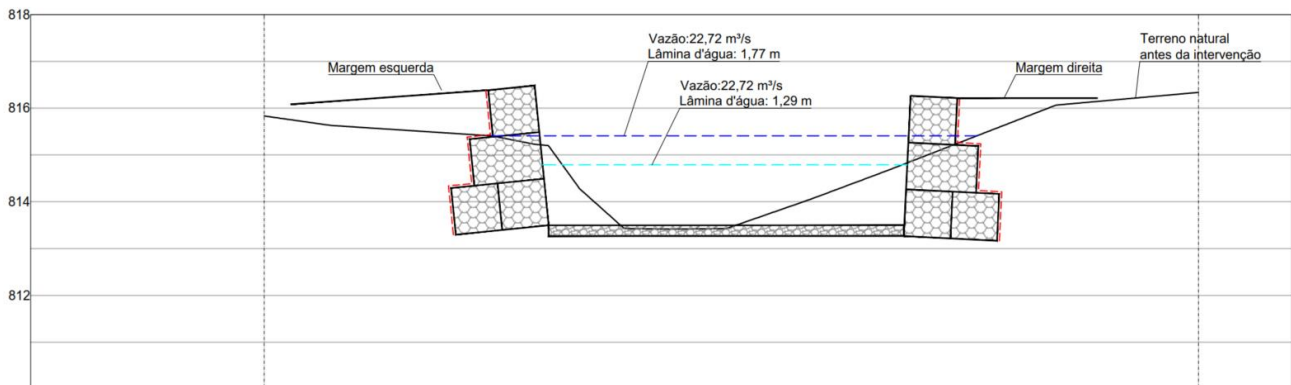 818
Vazão:22,72 m³/s
Lâmina d'água: 1,77 m
Terreno natural
antes da intervenção
Margem esquerda
Vazão:22,72 m³/s
Lâmina d'água: 1,29 m
Margem direita
816
814
812